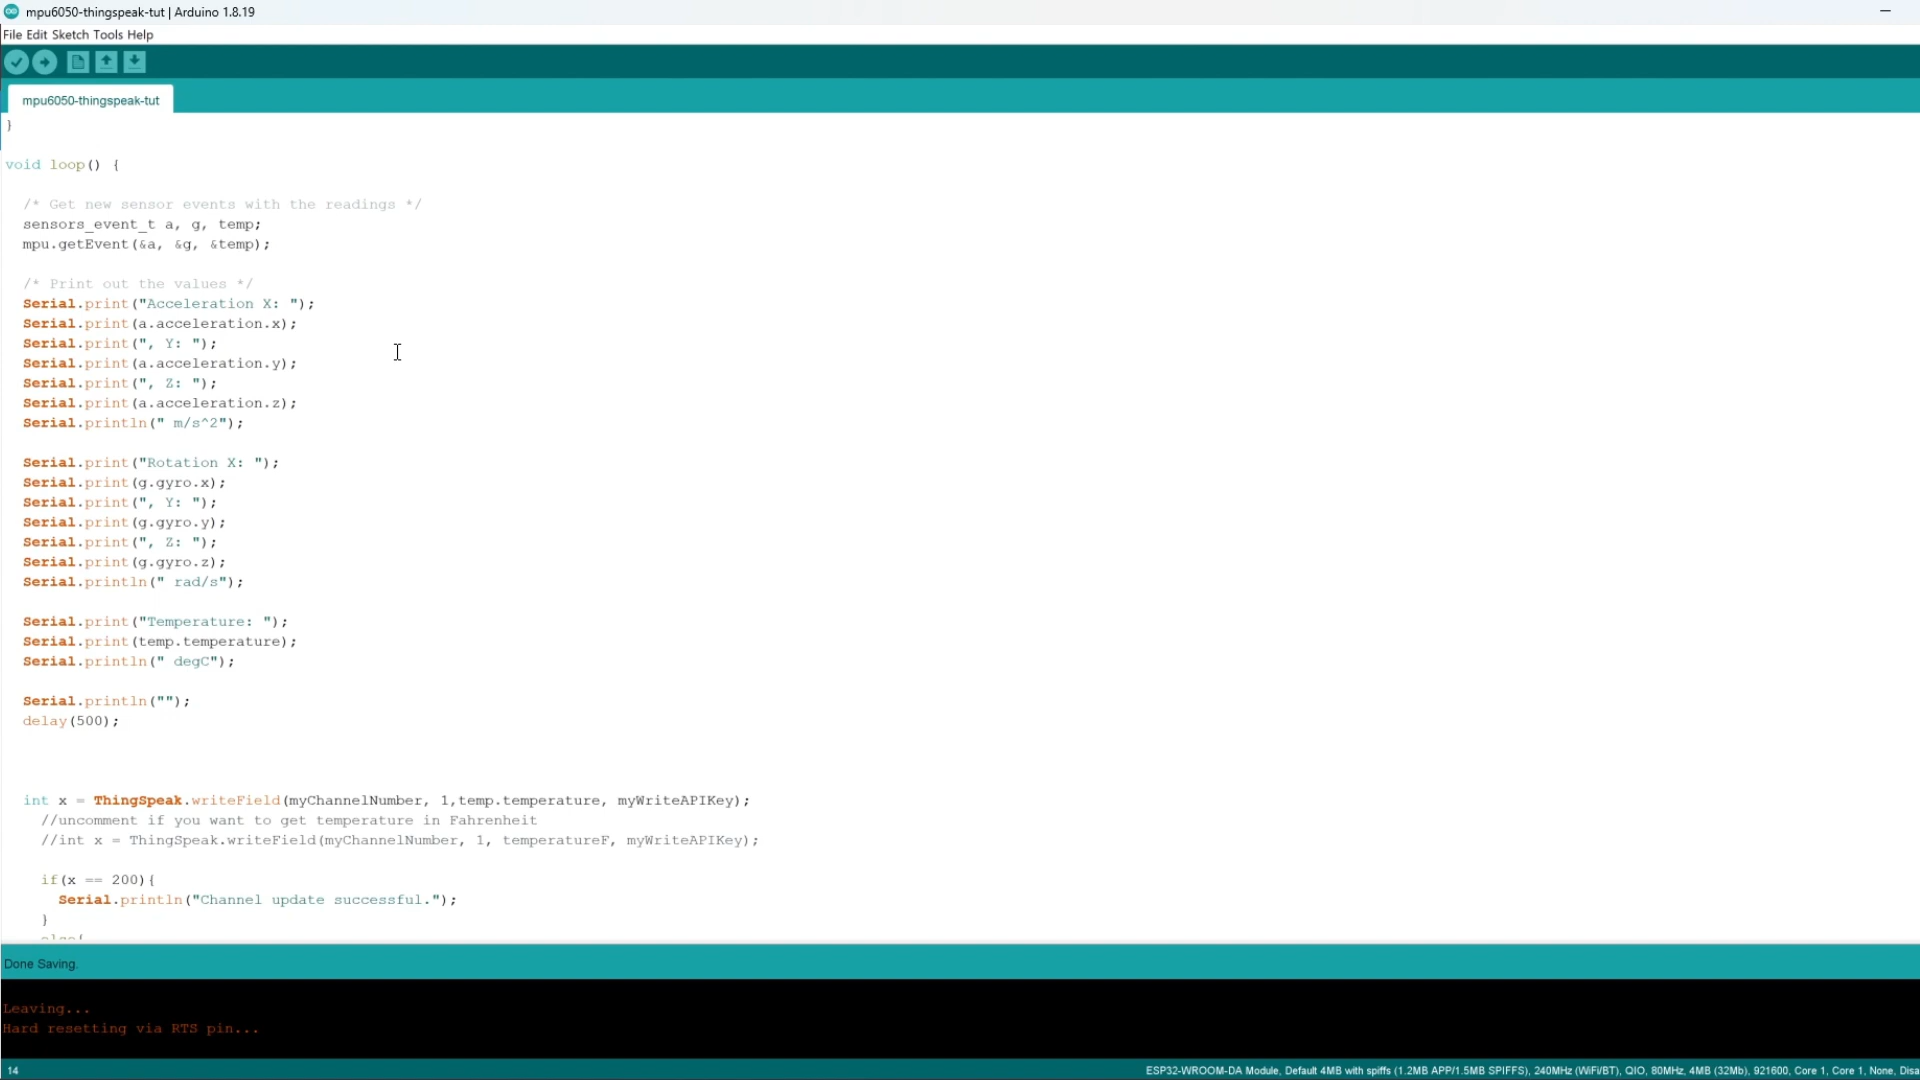 mpu6050-thingspeak-tut | Arduino 1.8.19
File Edit Sketch Tools Help
mpu6050-thingspeak-tut
}
void loop() {
/* Get new sensor events with the readings */
sensors_event_t a, g, temp;
mpu.getEvent(&a, &g, &temp);
/* Print out the values */
Serial.print("Acceleration X: ");
Serial.print(a.acceleration.x);
Serial.print(", Y: ");
Serial.print(a.acceleration.y);
Serial.print(", Z: ");
Serial.print(a.acceleration.z);
Serial.println(" m/s^2");
Serial.print("Rotation X: ");
Serial.print(g.gyro.x);
Serial.print(", Y: ");
Serial.print(g.gyro.y);
Serial.print(", Z: ");
Serial.print(g.gyro.z);
Serial.println(" rad/s");
Serial.print("Temperature: ");
Serial.print(temp.temperature);
Serial.println(" degC");
Serial.println("");
delay(500);
int x = ThingSpeak.writeField(myChannelNumber, 1,temp.temperature, myWriteAPIKey);
//uncomment if you want to get temperature in Fahrenheit
//int x = ThingSpeak.writeField(myChannelNumber, 1, temperatureF, myWriteAPIKey);
if(x == 200){
Serial.println("Channel update successful.");
}
else{
Done Saving.
Leaving...
Hard resetting via RTS pin...
14
ESP32-WROOM-DA Module, Default 4MB with spiffs (1.2MB APP/1.5MB SPIFFS), 240MHz (WiFi/BT), QIO, 80MHz, 4MB (32Mb), 921600, Core 1, Core 1, None, Disa